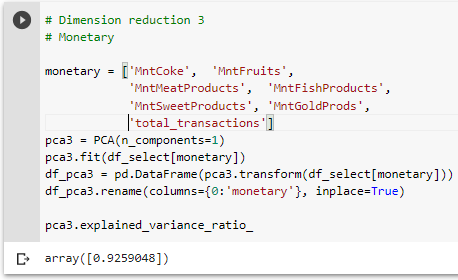 # Dimension reduction 3
# Monetary
monetary = ['MntCoke',  'MntFruits',
'MntMeatProducts',  'MntFishProducts',
'MntSweetProducts', 'MntGoldProds',
'total_transactions']
pca3 = PCA(n_components=1)
pca3.fit(df_select[monetary])
df_pca3 = pd.DataFrame(pca3.transform(df_select[monetary]))
df_pca3.rename(columns={0:'monetary'}, inplace=True)
pca3.explained_variance_ratio_
array([0.9259048])